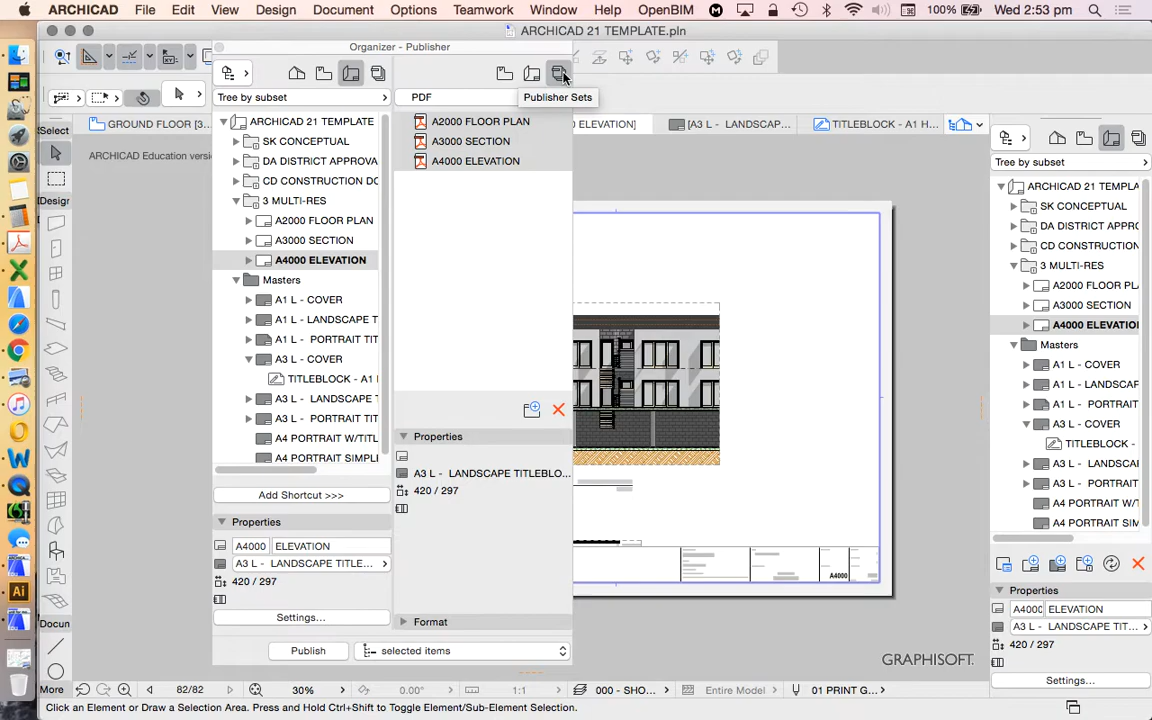 ARCHICAD File Edit View Design Document Options Teamwork Window Help OpenBIM 100% Wed 2:53 pm
ARCHICAD 21 TEMPLATE.pln
Organizer - Publisher
Publisher Sets
Tree by subset
PDF
ARCHICAD 21 TEMPLATE
SK CONCEPTUAL
DA DISTRICT APPROVA
CD CONSTRUCTION DC
3 MULTI-RES
A2000 FLOOR PLAN
A3000 SECTION
A4000 ELEVATION
Masters
A1 L - COVER
A1 L - LANDSCAPE T
A1 L - PORTRAIT TIT
A3 L - COVER
TITLEBLOCK - A1 I
A3 L - LANDSCAPE T
A3 L - PORTRAIT TIT
A4 PORTRAIT W/TITL
A4 PORTRAIT SIMPL
Add Shortcut >>>
Properties
A4000 ELEVATION
A3 L - LANDSCAPE TITLE...
420 / 297
Settings...
Publish selected items
A2000 FLOOR PLAN
A3000 SECTION
A4000 ELEVATION
Properties
A3 L - LANDSCAPE TITLEBLO...
420 / 297
Format
Select
Design
Docun
More
GROUND FLOOR [3... ELEVATION] [A3 L - LANDSCAP... TITLEBLOCK - A1 H...
ARCHICAD Education versi
A4000
GRAPHISOFT.
Tree by subset
ARCHICAD 21 TEMPLA
SK CONCEPTUAL
DA DISTRICT APPRO
CD CONSTRUCTION
3 MULTI-RES
A2000 FLOOR PLA
A3000 SECTION
A4000 ELEVATIO
Masters
A1 L - COVER
A1 L - LANDSCA
A1 L - PORTRAIT
A3 L - COVER
TITLEBLOCK -
A3 L - LANDSCA
A3 L - PORTRAIT
A4 PORTRAIT W/
A4 PORTRAIT SIM
Properties
A400C ELEVATION
A3 L - LANDSCAPE TIT...
420 / 297
Settings...
82/82 30% 0.00° 1:1 000 - SHO... Entire Model 01 PRINT G...
Click an Element or Draw a Selection Area. Press and Hold Ctrl+Shift to Toggle Element/Sub-Element Selection.